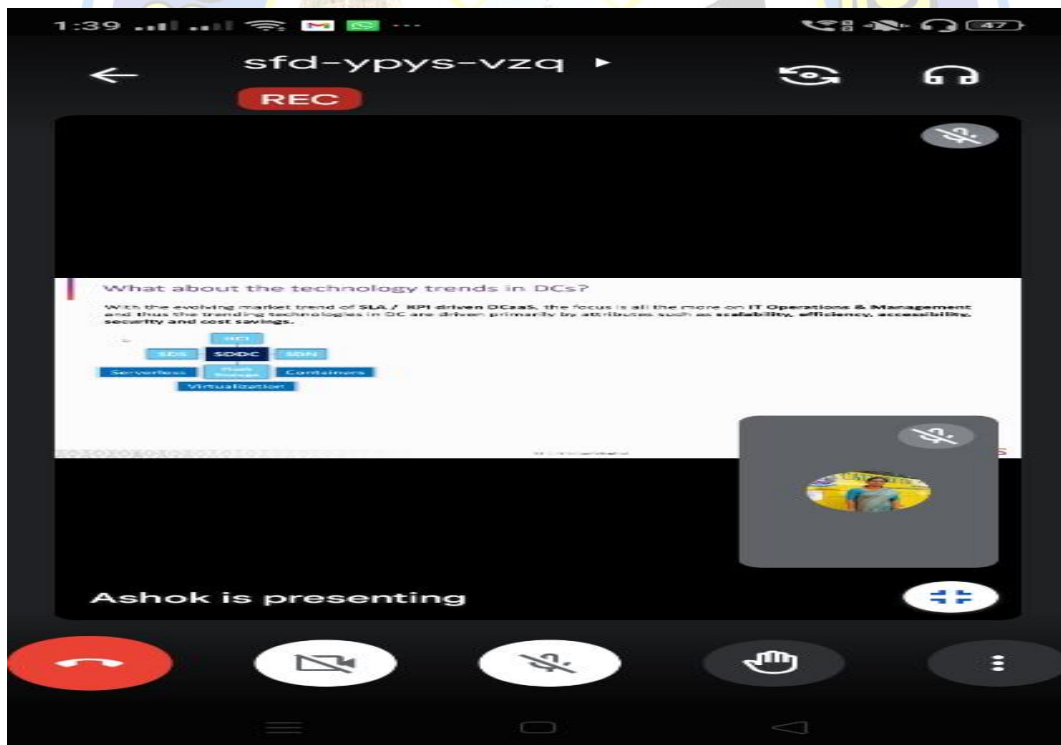 1:39
47
sfd-ypys-vzq
REC
What about the technology trends in DCs?
With the evolving market trend of SLA / KPI driven DCaaS, the focus is all the more on IT Operations & Management
and thus the trending technologies in DC are driven primarily by attributes such as scalability, efficiency, accessibility,
security and cost savings.
HCI
SDS SDDC SDN
Serverless Flash Storage Containers
Virtualization
Ashok is presenting